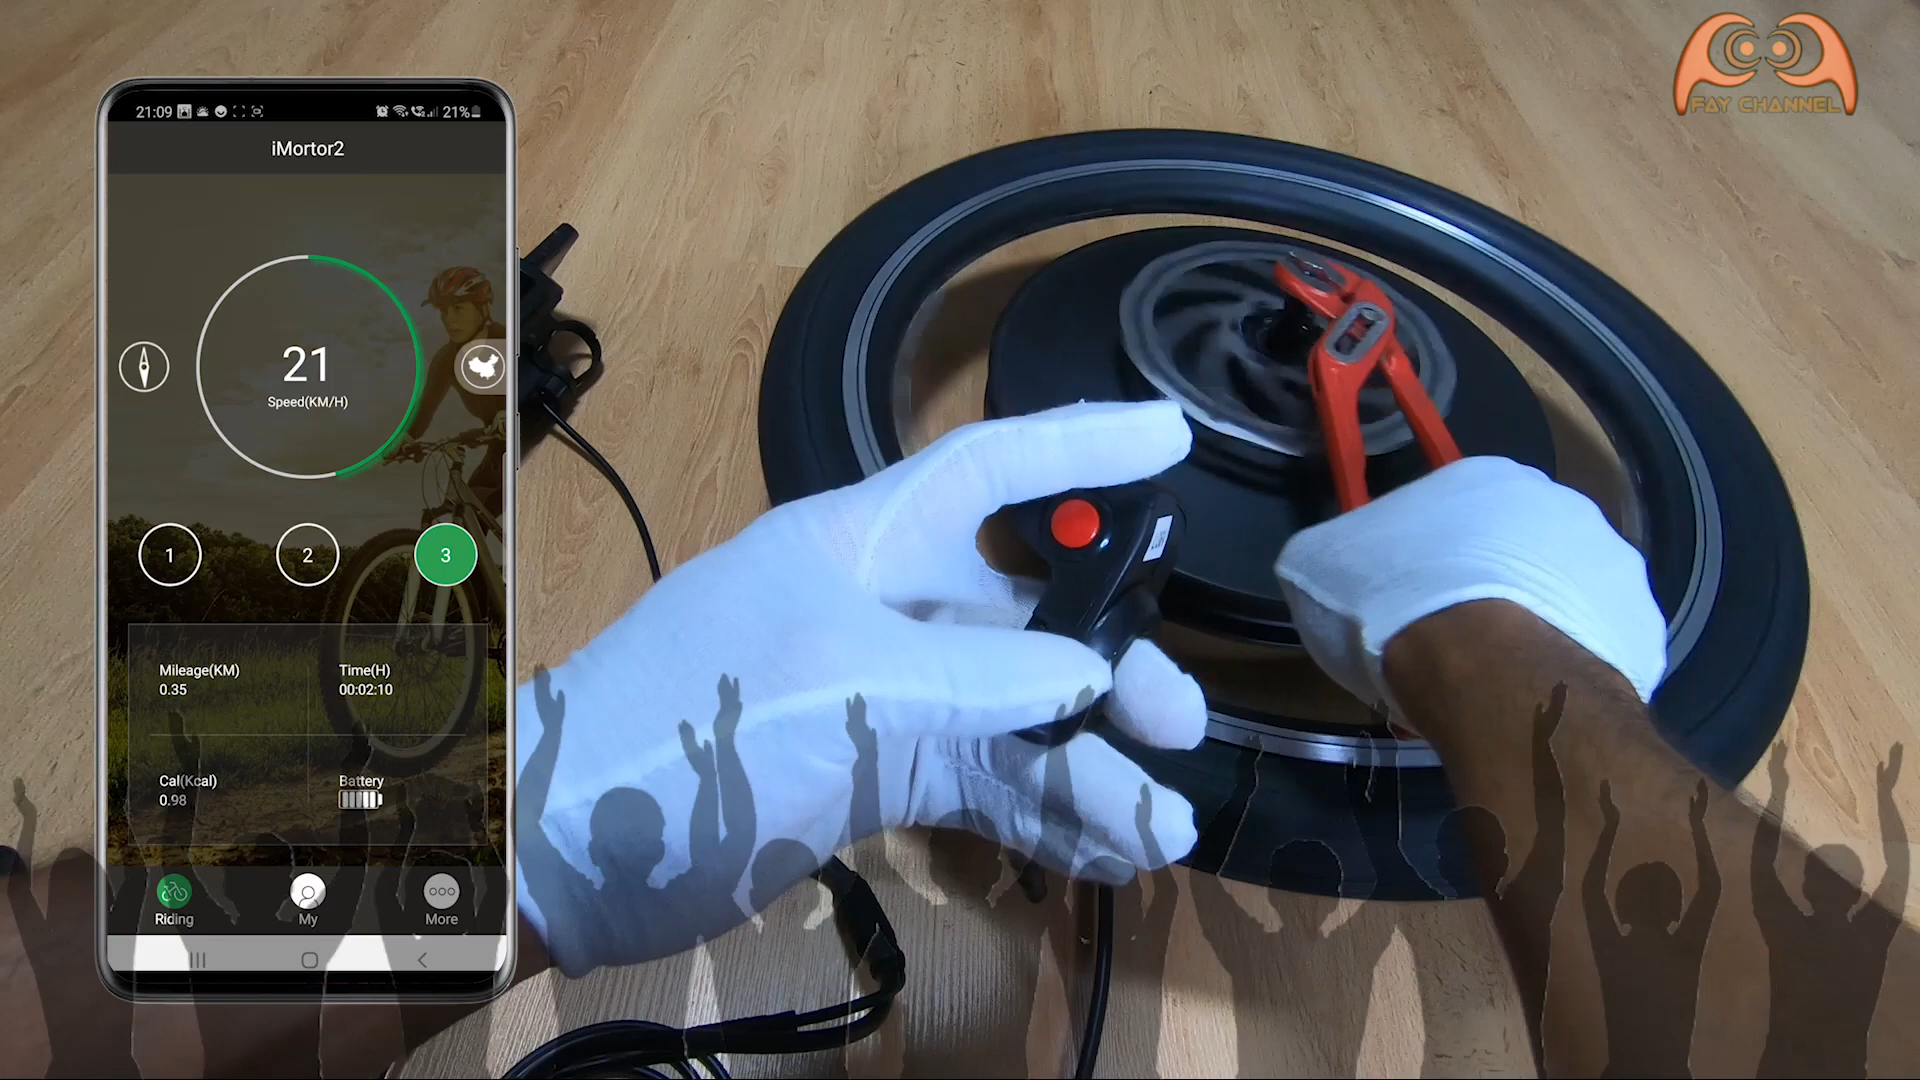 FAY CHANNEL
21:09
21%
iMortor2
21
Speed(KM/H)
1
2
3
Mileage(KM)
0.35
Time(H)
00:02:10
Cal(Kcal)
0.98
Battery
Riding
My
More